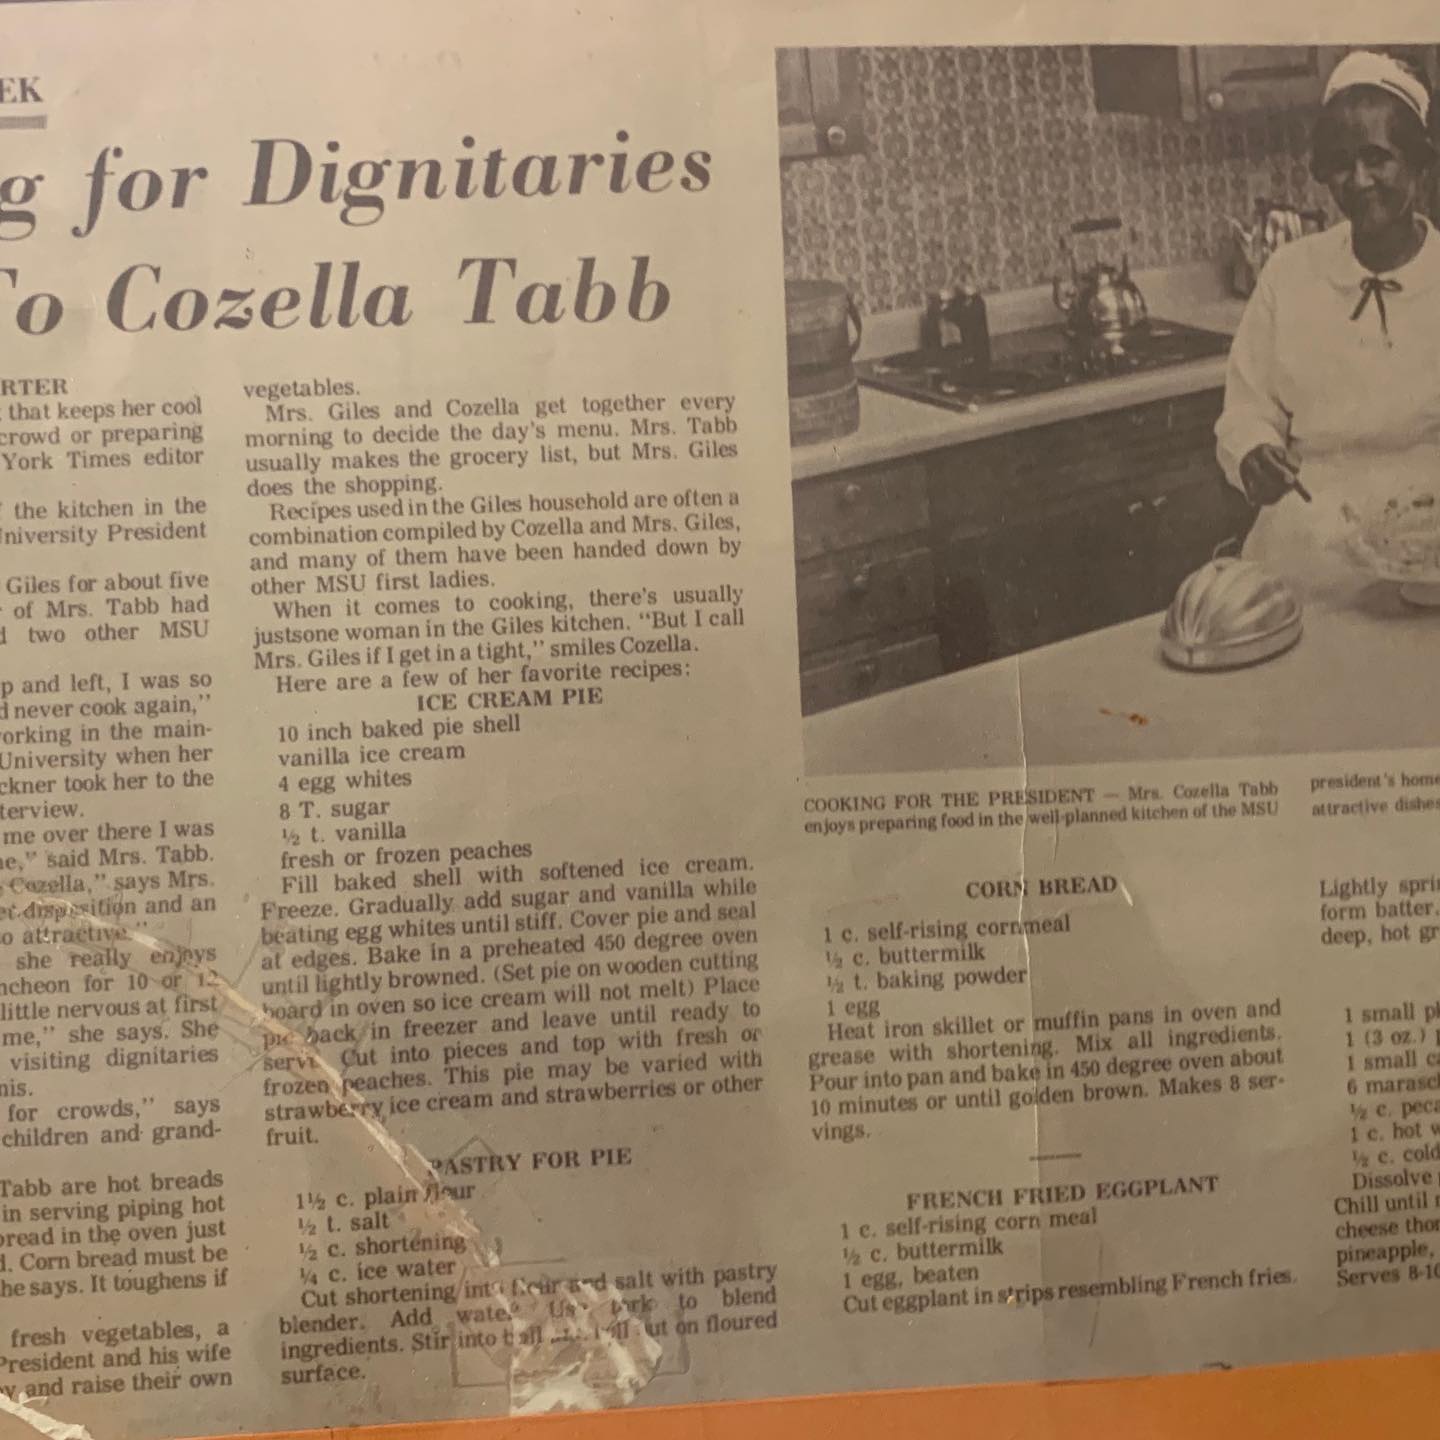 EK
g for Dignitaries
To Cozella Tabb
RTER
that keeps her cool
crowd or preparing
York Times editor
the kitchen in the
University President
Giles for about five
of Mrs. Tabb had
two other MSU
p and left, I was so
d never cook again,"
orking in the main-
University when her
ckner took her to the
terview.
me over there I was
ne," said Mrs. Tabb.
Cozella," says Mrs.
et disposition and an
so attractive."
she really enjoys
ncheon for 10 or 12
little nervous at first
me," she says. She
visiting dignitaries
nis.
for crowds," says
children and grand-
Tabb are hot breads
in serving piping hot
bread in the oven just
d. Corn bread must be
he says. It toughens if
fresh vegetables, a
President and his wife
y and raise their own
vegetables.
Mrs. Giles and Cozella get together every
morning to decide the day's menu. Mrs. Tabb
usually makes the grocery list, but Mrs. Giles
does the shopping.
Recipes used in the Giles household are often a
combination compiled by Cozella and Mrs. Giles,
and many of them have been handed down by
other MSU first ladies.
When it comes to cooking, there's usually
justsone woman in the Giles kitchen. "But I call
Mrs. Giles if I get in a tight," smiles Cozella.
Here are a few of her favorite recipes:
ICE CREAM PIE
10 inch baked pie shell
vanilla ice cream
4 egg whites
8 T. sugar
½ t. vanilla
fresh or frozen peaches
Fill baked shell with softened ice cream.
Freeze. Gradually add sugar and vanilla while
beating egg whites until stiff. Cover pie and seal
at edges. Bake in a preheated 450 degree oven
until lightly browned. (Set pie on wooden cutting
board in oven so ice cream will not melt) Place
pie back in freezer and leave until ready to
serve. Cut into pieces and top with fresh or
frozen peaches. This pie may be varied with
strawberry ice cream and strawberries or other
fruit.
PASTRY FOR PIE
1½ c. plain flour
½ t. salt
½ c. shortening
¼ c. ice water
Cut shortening into flour and salt with pastry
blender. Add water. Use fork to blend
ingredients. Stir into ball out on floured
surface.
COOKING FOR THE PRESIDENT — Mrs. Cozella Tabb
enjoys preparing food in the well-planned kitchen of the MSU
president's home
attractive dishes
CORN BREAD
1 c. self-rising cornmeal
½ c. buttermilk
½ t. baking powder
1 egg
Heat iron skillet or muffin pans in oven and
grease with shortening. Mix all ingredients.
Pour into pan and bake in 450 degree oven about
10 minutes or until golden brown. Makes 8 ser-
vings.
FRENCH FRIED EGGPLANT
1 c. self-rising corn meal
½ c. buttermilk
1 egg, beaten
Cut eggplant in strips resembling French fries.
Lightly spri
form batter.
deep, hot gr
1 small p
1 (3 oz.)
1 small ca
6 marasc
½ c. peca
1 c. hot w
½ c. cold
Dissolve
Chill until
cheese thor
pineapple,
Serves 8-10